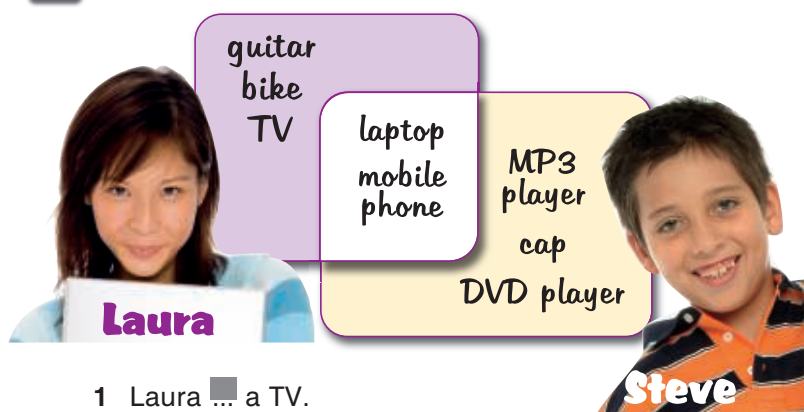 guitar
bike
TV
laptop
mobile
phone
MP3
player
cap
DVD player
Laura
Steve
1 Laura ... a TV.